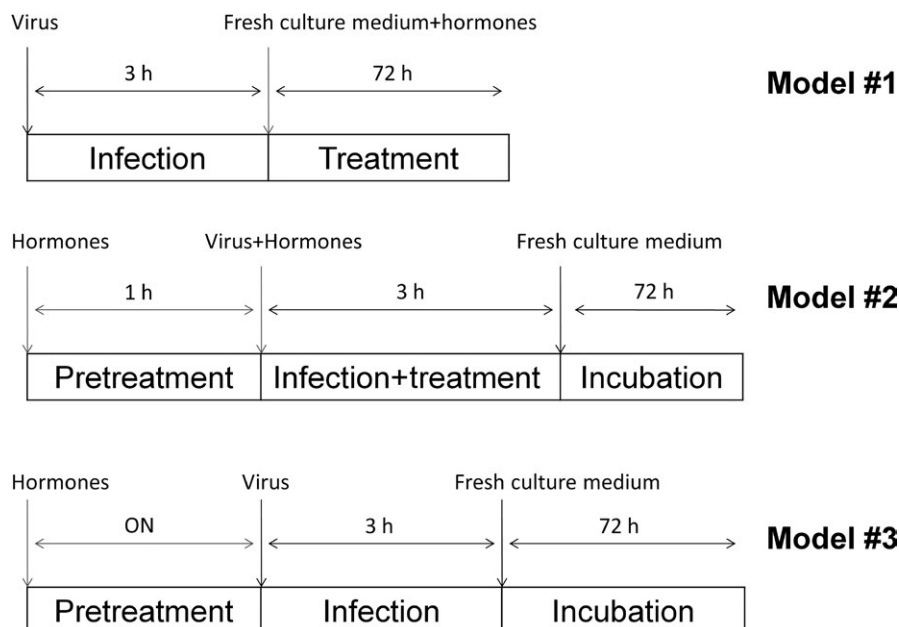 Virus
Fresh culture medium+hormones
3 h
72 h
Model #1
Infection
Treatment
Hormones
Virus+Hormones
Fresh culture medium
1 h
3 h
72 h
Model #2
Pretreatment
Infection+treatment
Incubation
Hormones
Virus
Fresh culture medium
ON
3 h
72 h
Model #3
Pretreatment
Infection
Incubation